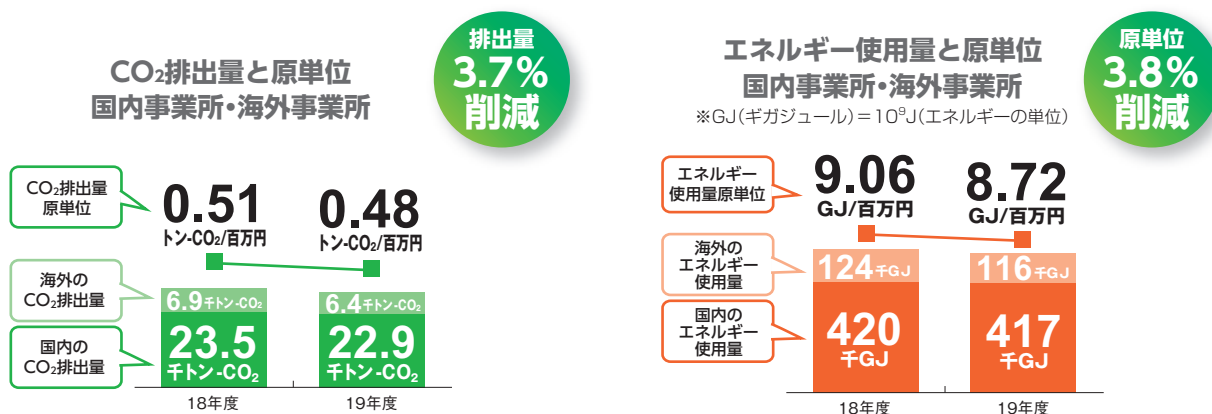 CO₂排出量と原単位
国内事業所・海外事業所
排出量
3.7%
削減
CO₂排出量
原単位
0.51
トン-CO₂/百万円
0.48
トン-CO₂/百万円
海外の
CO₂排出量
6.9千トン-CO₂
6.4千トン-CO₂
国内の
CO₂排出量
23.5
千トン-CO₂
22.9
千トン-CO₂
18年度
19年度
エネルギー使用量と原単位
国内事業所・海外事業所
※GJ(ギガジュール)=10⁹J(エネルギーの単位)
原単位
3.8%
削減
エネルギー
使用量原単位
9.06
GJ/百万円
8.72
GJ/百万円
海外の
エネルギー
使用量
124千GJ
116千GJ
国内の
エネルギー
使用量
420
千GJ
417
千GJ
18年度
19年度